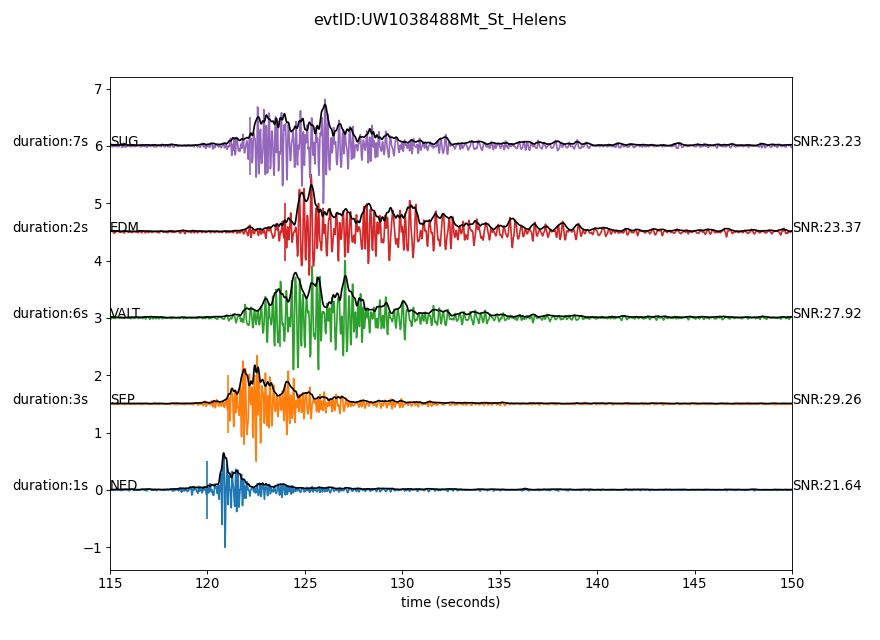 evtID:UW1038488Mt_St_Helens
7
duration:7s SUG 6 SNR:23.23
5
duration:2s EDM SNR:23.37
4
duration:6s VALT 3 SNR:27.92
2
duration:3s SEP SNR:29.26
1
duration:1s NED 0 SNR:21.64
−1
115 120 125 130 135 140 145 150
time (seconds)